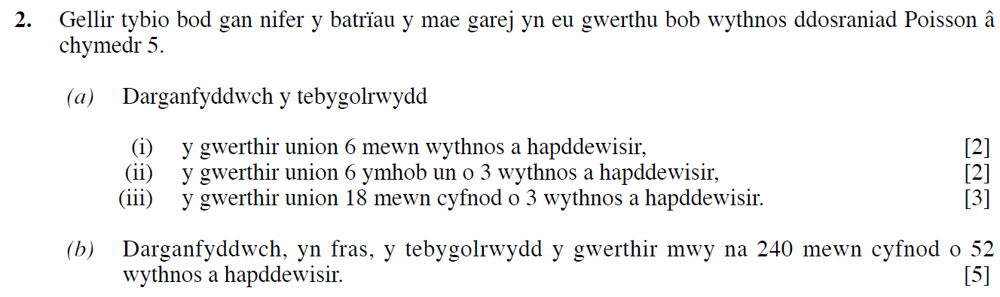 2. Gellir tybio bod gan nifer y batrïau y mae garej yn eu gwerthu bob wythnos ddosraniad Poisson â
chymedr 5.
(a) Darganfyddwch y tebygolrwydd
(i) y gwerthir union 6 mewn wythnos a hapddewisir, [2]
(ii) y gwerthir union 6 ymhob un o 3 wythnos a hapddewisir, [2]
(iii) y gwerthir union 18 mewn cyfnod o 3 wythnos a hapddewisir. [3]
(b) Darganfyddwch, yn fras, y tebygolrwydd y gwerthir mwy na 240 mewn cyfnod o 52
wythnos a hapddewisir. [5]